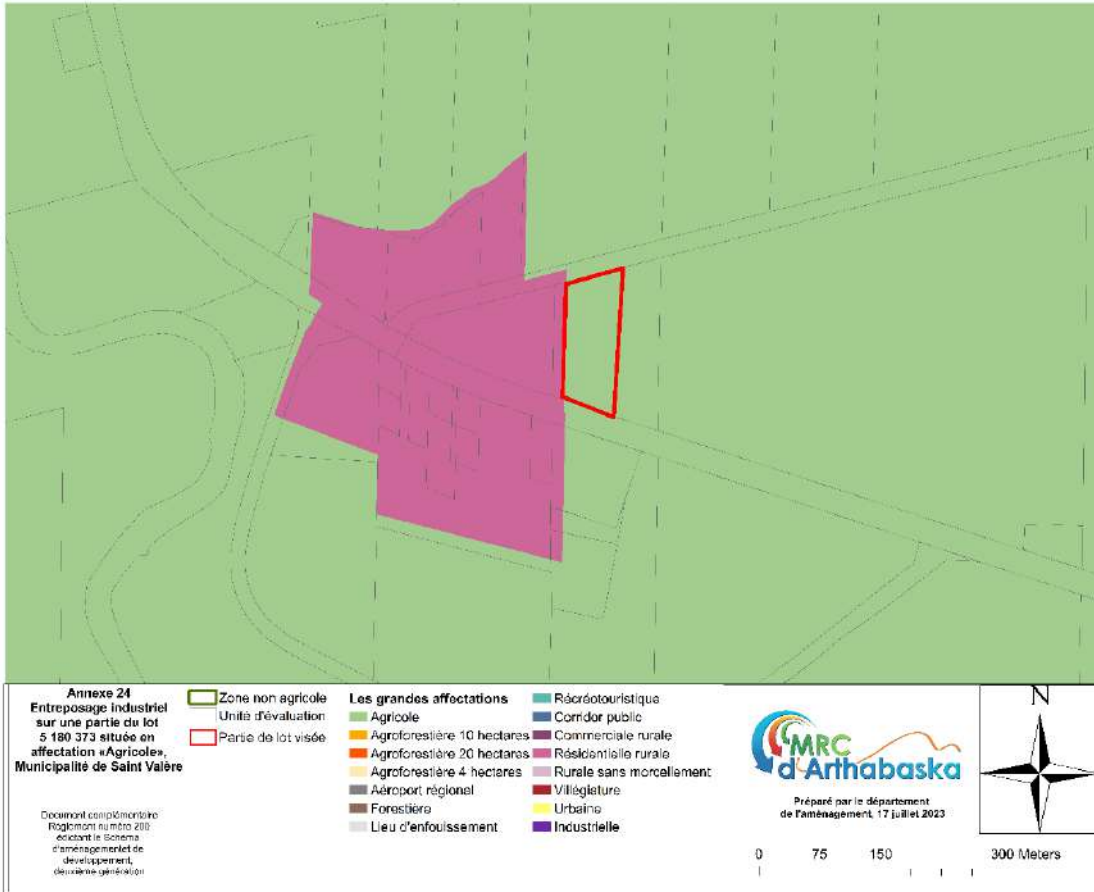 Annexe 24
Entreposage industriel
sur une partie du lot
5 180 373 située en
affectation «Agricole»,
Municipalité de Saint Valère
Document complémentaire
Règlement numéro 200
édictant le Schéma
d'aménagement et de
développement,
deuxième génération
Zone non agricole
Unité d'évaluation
Partie de lot visée
Les grandes affectations
Agricole
Agroforestière 10 hectares
Agroforestière 20 hectares
Agroforestière 4 hectares
Aéroport régional
Forestière
Lieu d'enfouissement
Récréotouristique
Corridor public
Commerciale rurale
Résidentielle rurale
Rurale sans morcellement
Villégiature
Urbaine
Industrielle
MRC
d'Arthabaska
Préparé par le département
de l'aménagement, 17 juillet 2023
N
0 75 150 300 Meters